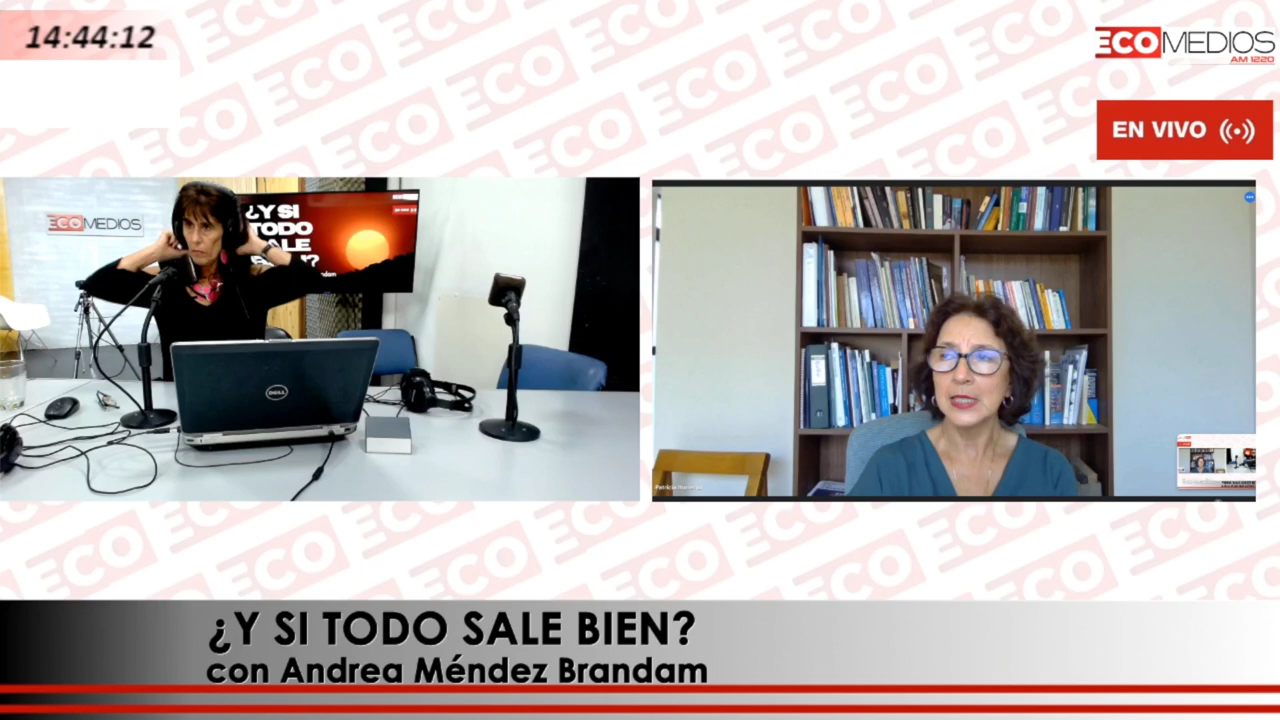 14:44:12
ECOMEDIOS
AM 1220
EN VIVO
ECOMEDIOS
¿Y SI
TODO
SALE
DELL
¿Y SI TODO SALE BIEN?
con Andrea Méndez Brandam